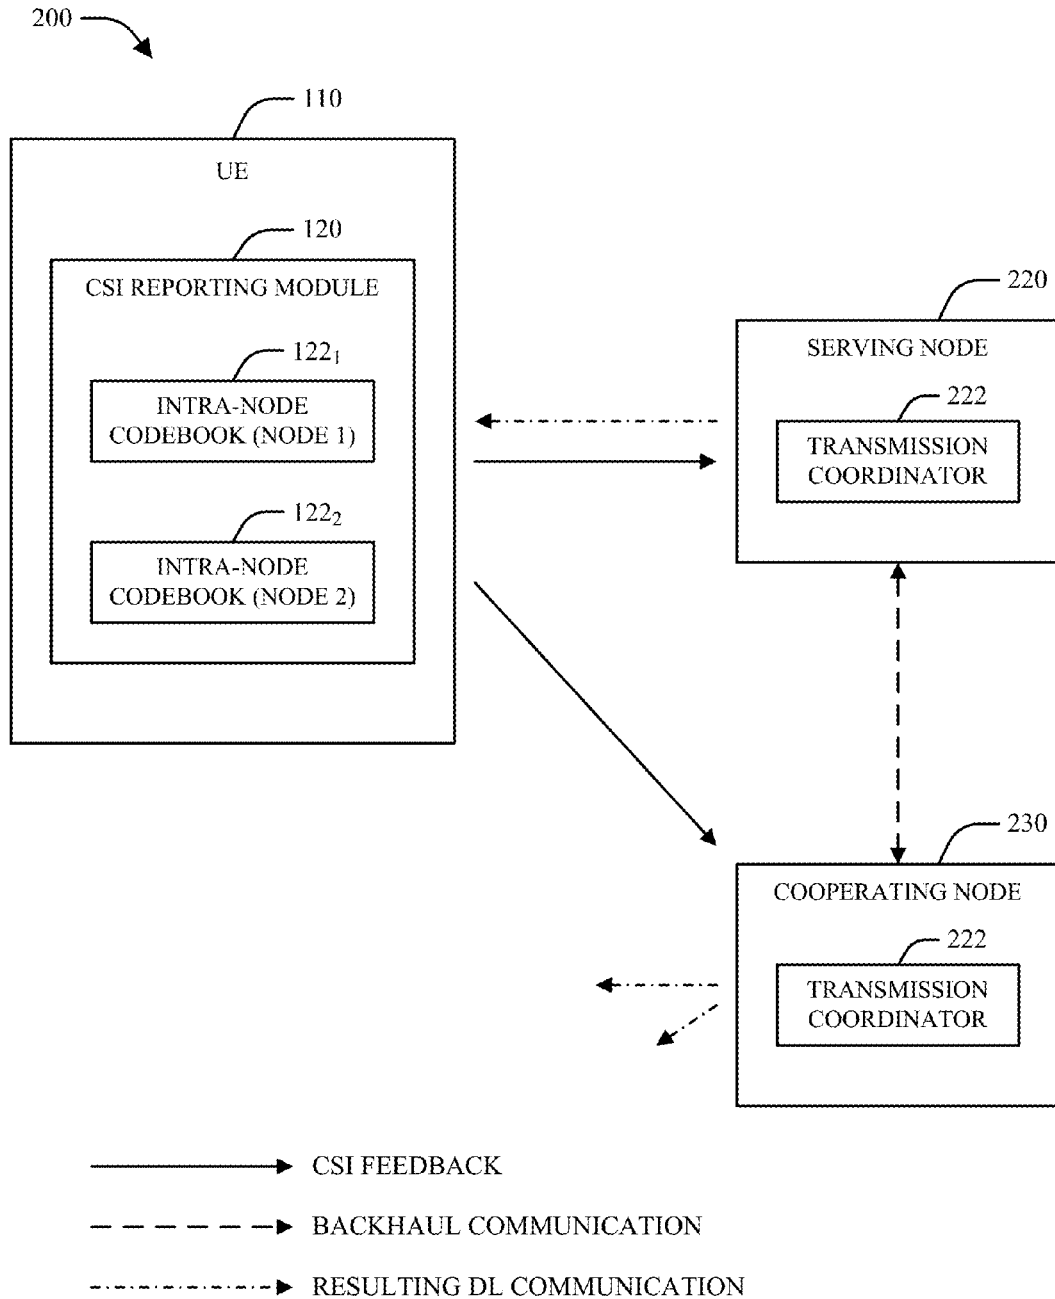 200
110
UE
120
CSI REPORTING MODULE
122₁
INTRA-NODE
CODEBOOK (NODE 1)
122₂
INTRA-NODE
CODEBOOK (NODE 2)
220
SERVING NODE
222
TRANSMISSION
COORDINATOR
230
COOPERATING NODE
222
TRANSMISSION
COORDINATOR
CSI FEEDBACK
BACKHAUL COMMUNICATION
RESULTING DL COMMUNICATION